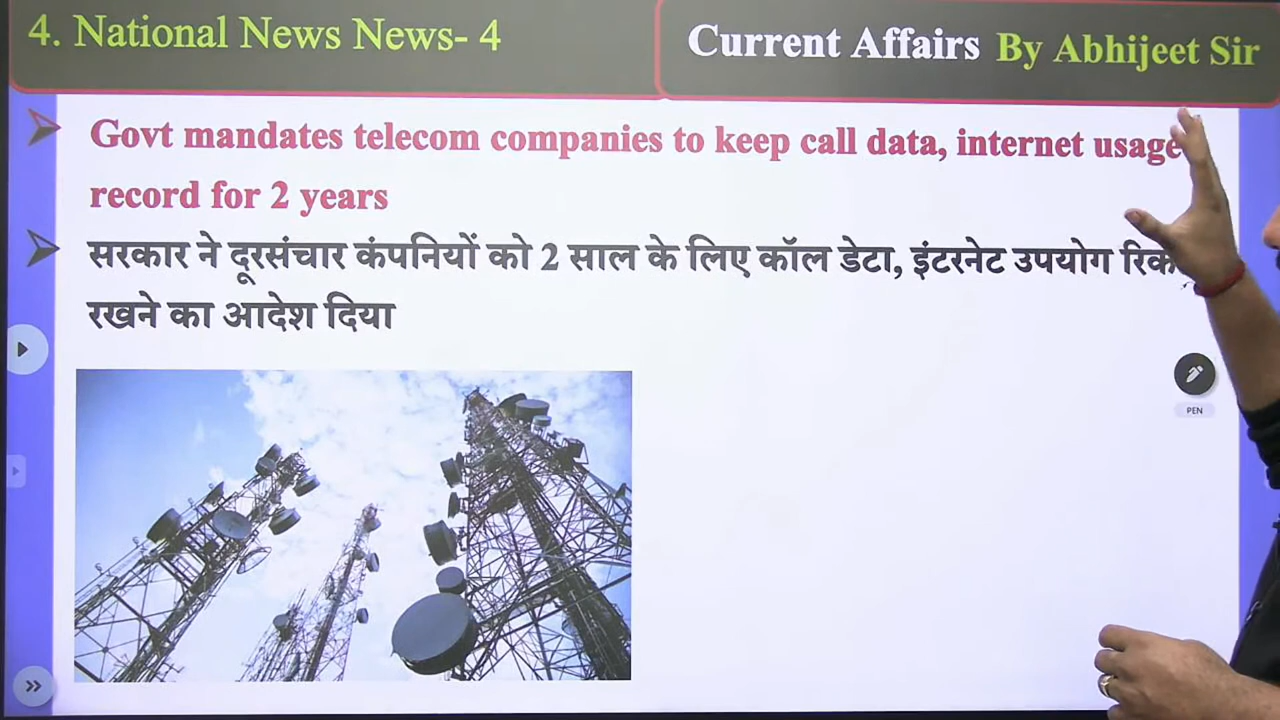 4. National News News- 4
Current Affairs By Abhijeet Sir
Govt mandates telecom companies to keep call data, internet usage
record for 2 years
सरकार ने दूरसंचार कंपनियों को 2 साल के लिए कॉल डेटा, इंटरनेट उपयोग
रखने का आदेश दिया
PEN